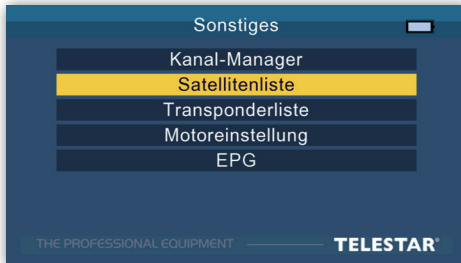 Sonstiges
Kanal-Manager
Satellitenliste
Transponderliste
Motoreinstellung
EPG
THE PROFESSIONAL EQUIPMENT TELESTAR®